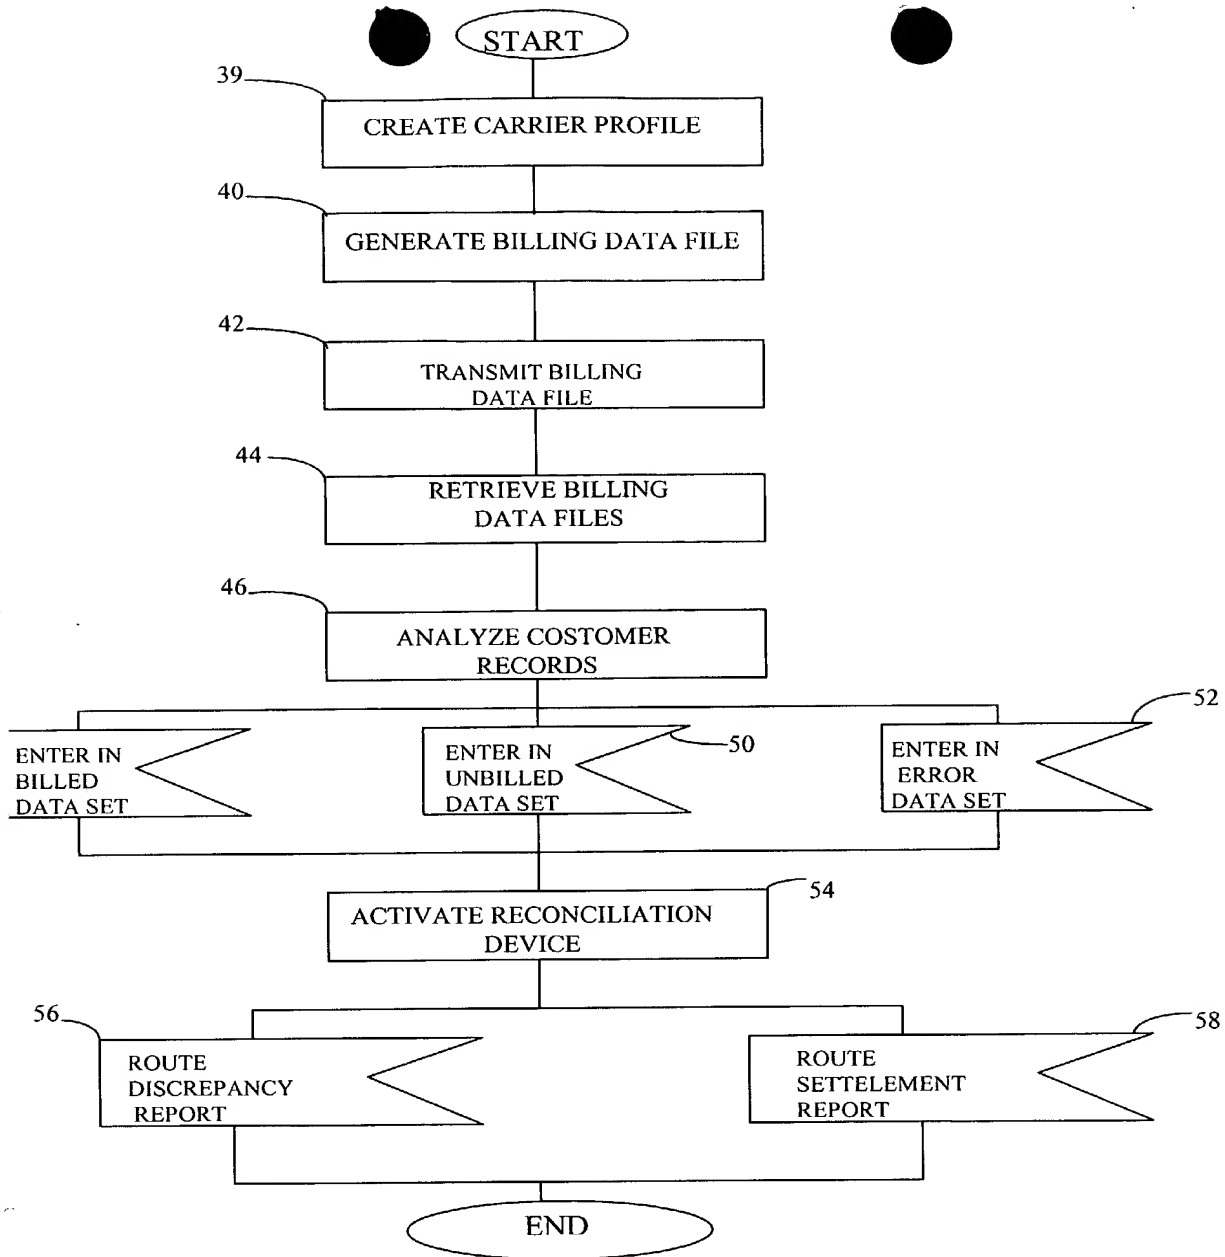 START
39
CREATE CARRIER PROFILE
40
GENERATE BILLING DATA FILE
42
TRANSMIT BILLING
DATA FILE
44
RETRIEVE BILLING
DATA FILES
46
ANALYZE COSTOMER
RECORDS
ENTER IN
BILLED
DATA SET
ENTER IN
UNBILLED
DATA SET
50
ENTER IN
ERROR
DATA SET
52
ACTIVATE RECONCILIATION
DEVICE
54
56
ROUTE
DISCREPANCY
REPORT
ROUTE
SETTELEMENT
REPORT
58
END